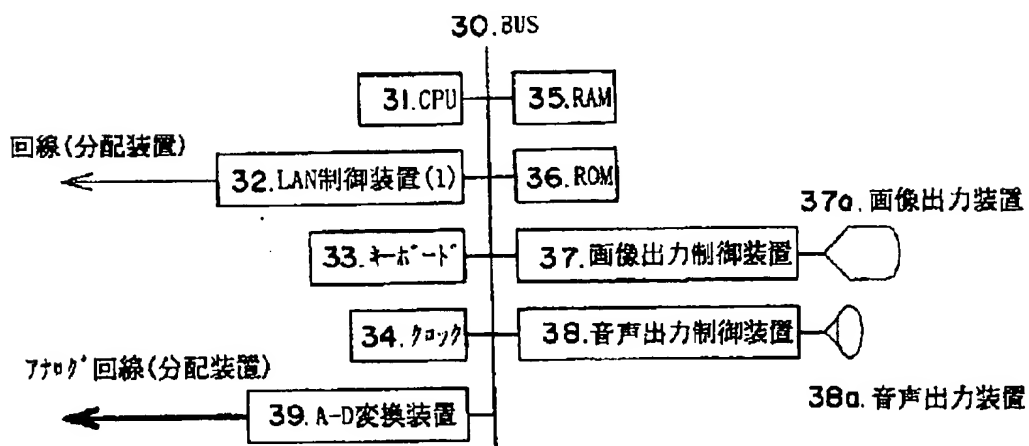 30.BUS
31.CPU
35.RAM
回線(分配装置)
32.LAN制御装置(1)
36.ROM
37a.画像出力装置
33.ｷｰﾎﾞｰﾄﾞ
37.画像出力制御装置
34.ｸﾛｯｸ
38.音声出力制御装置
ｱﾅﾛｸﾞ回線(分配装置)
38a.音声出力装置
39.A-D変換装置